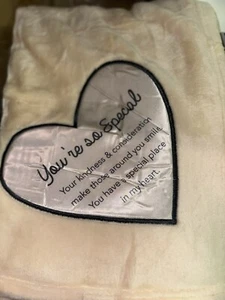 You're so Special
Your kindness & consideration
make those around you smile.
You have a special place
in my heart.